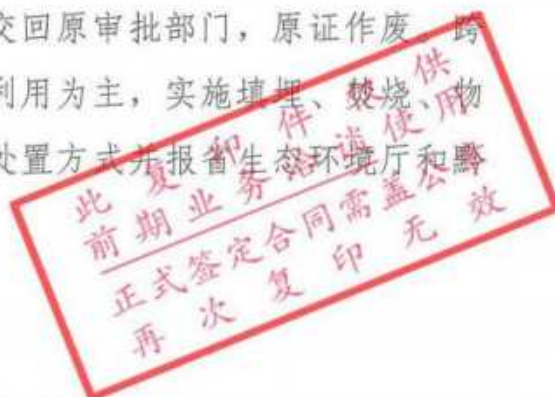 交回原审批部门，原证作废。跨
利用为主，实施填埋、焚烧、物
处置方式并报省生态环境厅和黔
此复印件仅供
前期业务洽谈使用
正式签定合同需盖公章
再次复印无效